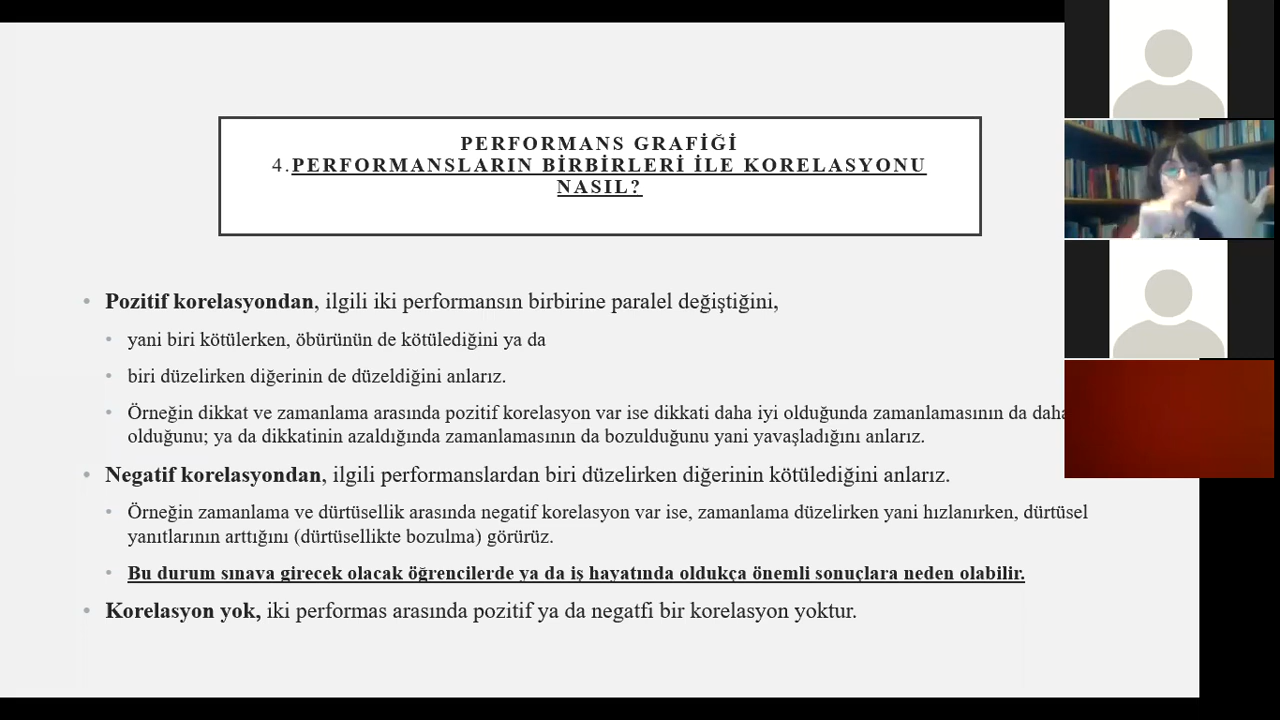 PERFORMANS GRAFİĞİ
4.PERFORMANSLARIN BİRBİRLERİ İLE KORELASYONU
NASIL?
• Pozitif korelasyondan, ilgili iki performansın birbirine paralel değiştiğini,
• yani biri kötülerken, öbürünün de kötülediğini ya da
• biri düzelirken diğerinin de düzeldiğini anlarız.
• Örneğin dikkat ve zamanlama arasında pozitif korelasyon var ise dikkati daha iyi olduğunda zamanlamasının da daha
olduğunu; ya da dikkatinin azaldığında zamanlamasının da bozulduğunu yani yavaşladığını anlarız.
• Negatif korelasyondan, ilgili performanslardan biri düzelirken diğerinin kötülediğini anlarız.
• Örneğin zamanlama ve dürtüsellik arasında negatif korelasyon var ise, zamanlama düzelirken yani hızlanırken, dürtüsel
yanıtlarının arttığını (dürtüsellikte bozulma) görürüz.
• Bu durum sınava girecek olacak öğrencilerde ya da iş hayatında oldukça önemli sonuçlara neden olabilir.
• Korelasyon yok, iki performas arasında pozitif ya da negatfi bir korelasyon yoktur.